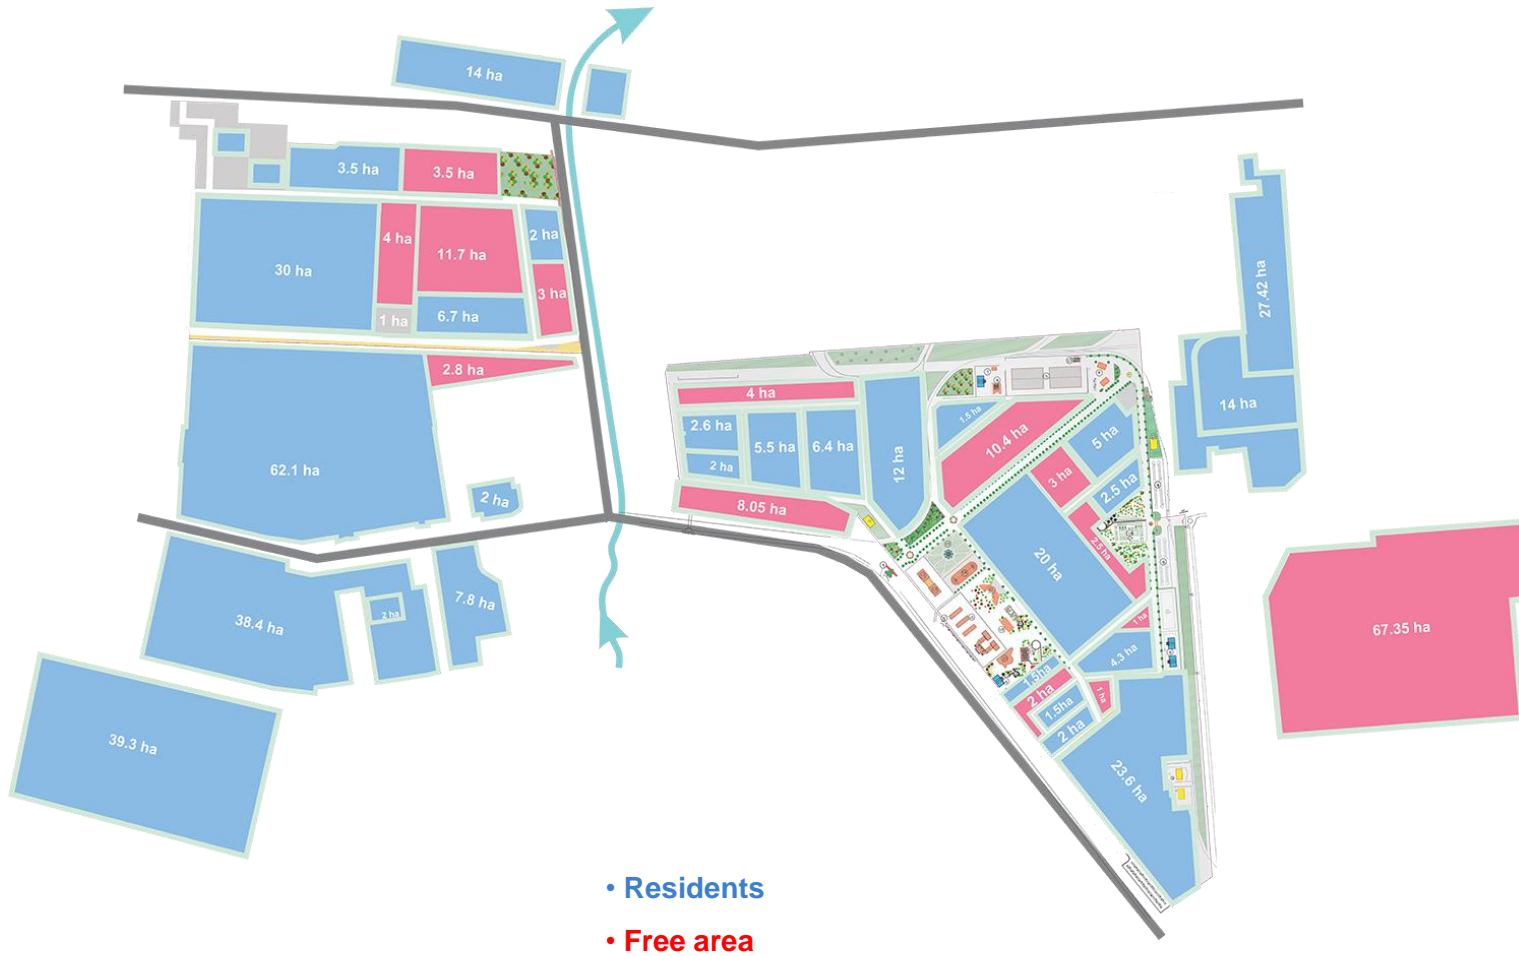 14 ha
3.5 ha
3.5 ha
30 ha
4 ha
11.7 ha
2 ha
3 ha
1 ha
6.7 ha
2.8 ha
62.1 ha
2 ha
38.4 ha
2 ha
7.8 ha
39.3 ha
4 ha
2.6 ha
2 ha
5.5 ha
6.4 ha
12 ha
8.05 ha
1.5 ha
10.4 ha
5 ha
3 ha
2.5 ha
2.5 ha
20 ha
1 ha
4.3 ha
1.5ha
2 ha
1.5ha
2 ha
1 ha
23.6 ha
27.42 ha
14 ha
67.35 ha
• Residents
• Free area